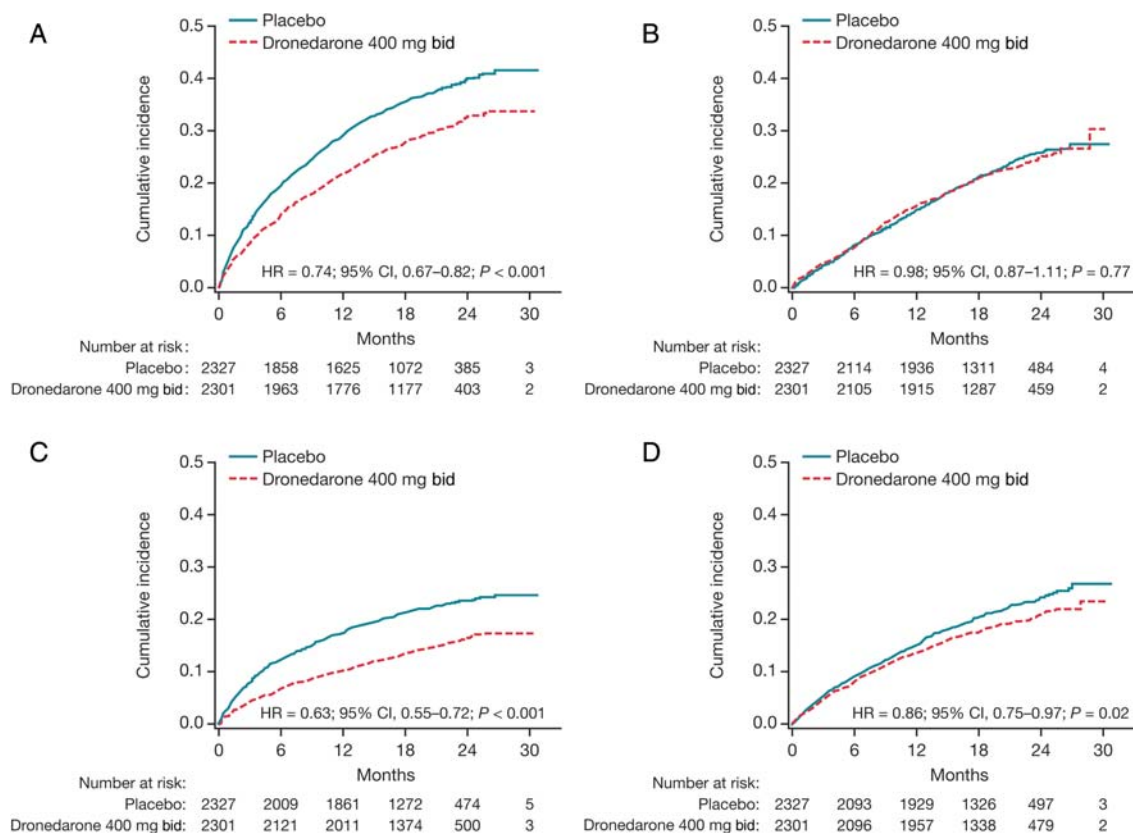 A
Placebo
Dronedarone 400 mg bid
Cumulative incidence
0.5
0.4
0.3
0.2
0.1
0.0
HR = 0.74; 95% CI, 0.67–0.82; P < 0.001
0 6 12 18 24 30
Months
Number at risk:
Placebo: 2327 1858 1625 1072 385 3
Dronedarone 400 mg bid: 2301 1963 1776 1177 403 2
B
Placebo
Dronedarone 400 mg bid
Cumulative incidence
0.5
0.4
0.3
0.2
0.1
0.0
HR = 0.98; 95% CI, 0.87–1.11; P = 0.77
0 6 12 18 24 30
Months
Number at risk:
Placebo: 2327 2114 1936 1311 484 4
Dronedarone 400 mg bid: 2301 2105 1915 1287 459 2
C
Placebo
Dronedarone 400 mg bid
Cumulative incidence
0.5
0.4
0.3
0.2
0.1
0.0
HR = 0.63; 95% CI, 0.55–0.72; P < 0.001
0 6 12 18 24 30
Months
Number at risk:
Placebo: 2327 2009 1861 1272 474 5
Dronedarone 400 mg bid: 2301 2121 2011 1374 500 3
D
Placebo
Dronedarone 400 mg bid
Cumulative incidence
0.5
0.4
0.3
0.2
0.1
0.0
HR = 0.86; 95% CI, 0.75–0.97; P = 0.02
0 6 12 18 24 30
Months
Number at risk:
Placebo: 2327 2093 1929 1326 497 3
Dronedarone 400 mg bid: 2301 2096 1957 1338 479 2